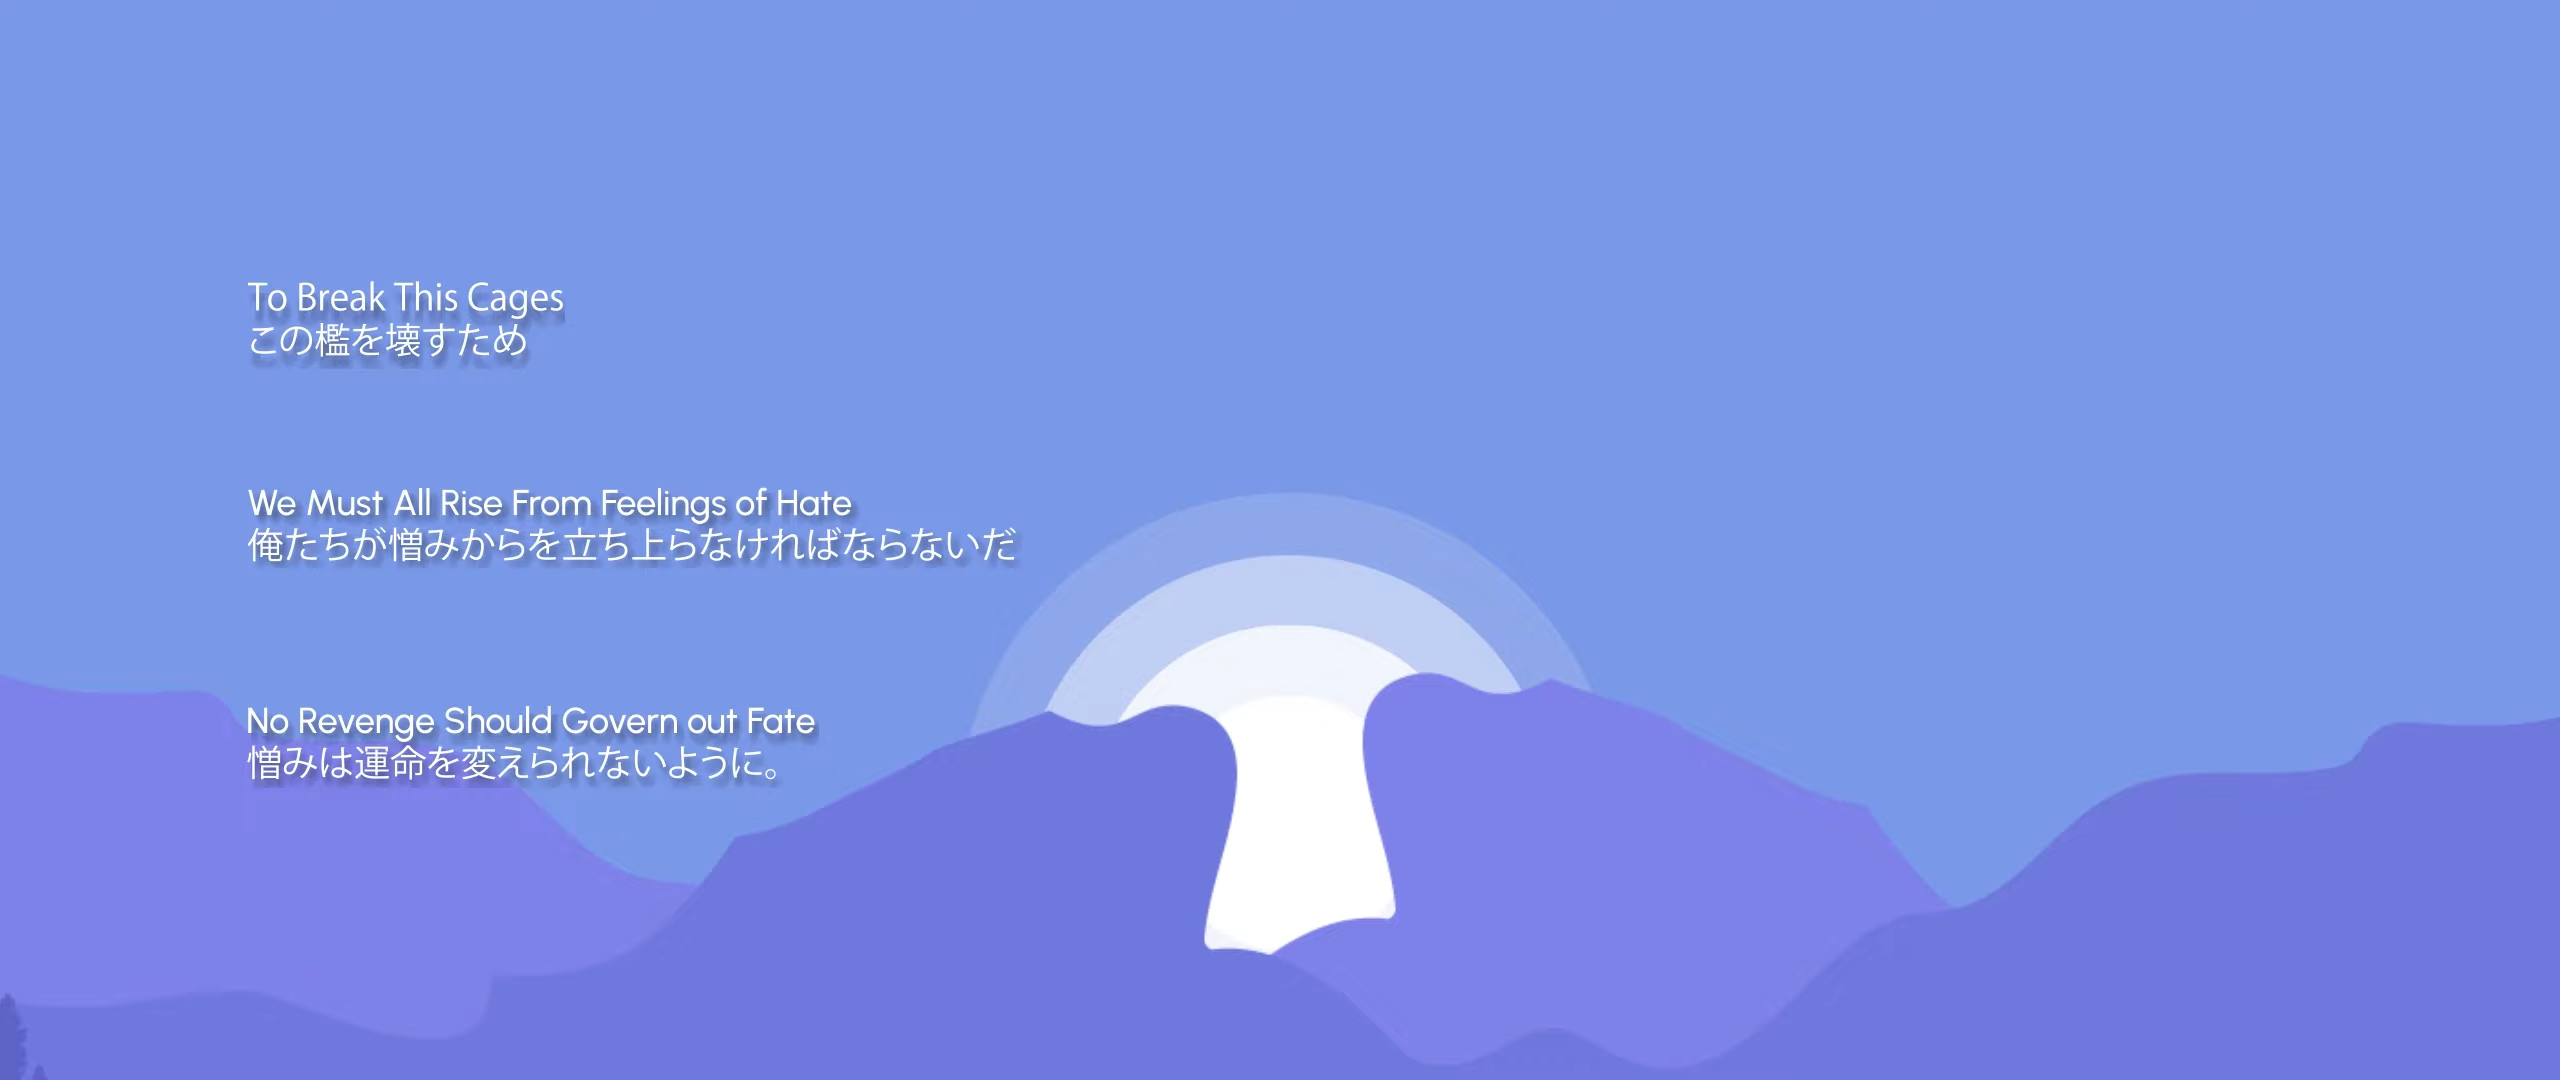 To Break This Cages
この檻を壊すため
We Must All Rise From Feelings of Hate
俺たちが憎みからを立ち上らなければならないだ
No Revenge Should Govern out Fate
憎みは運命を変えられないように。